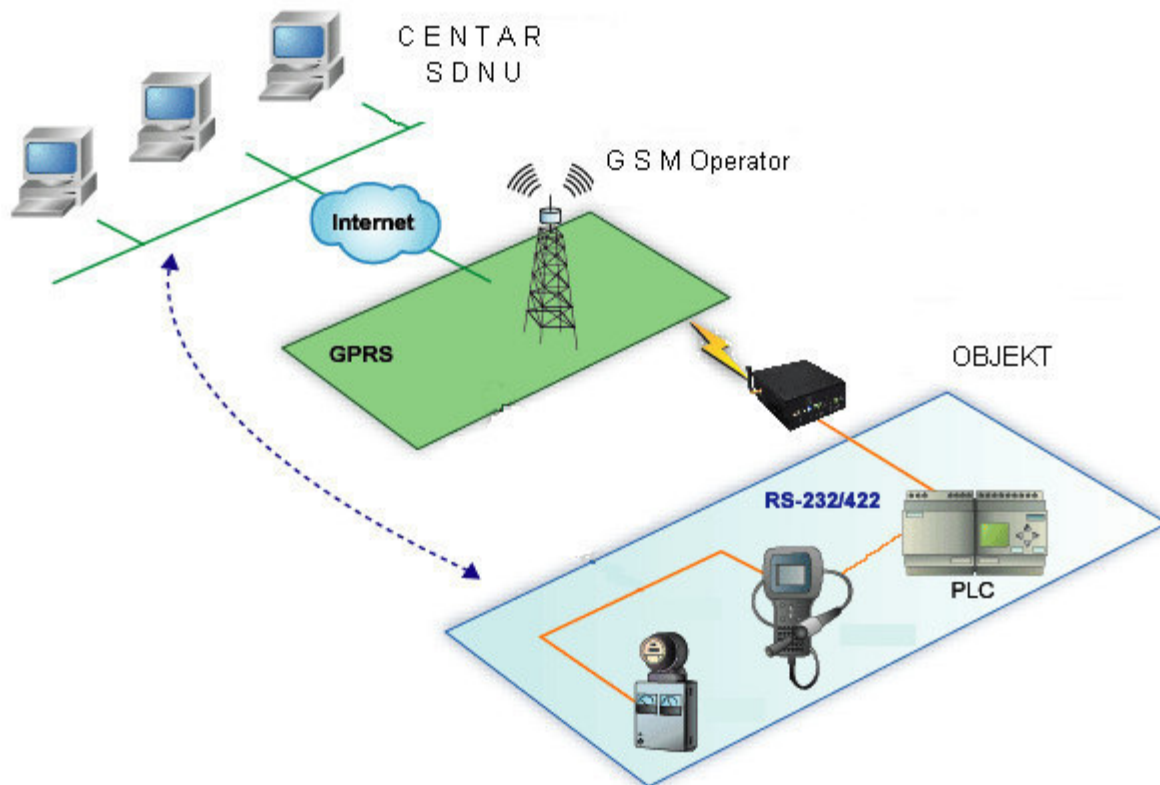 C E N T A R
S D N U
G S M Operator
Internet
GPRS
OBJEKT
RS-232/422
PLC